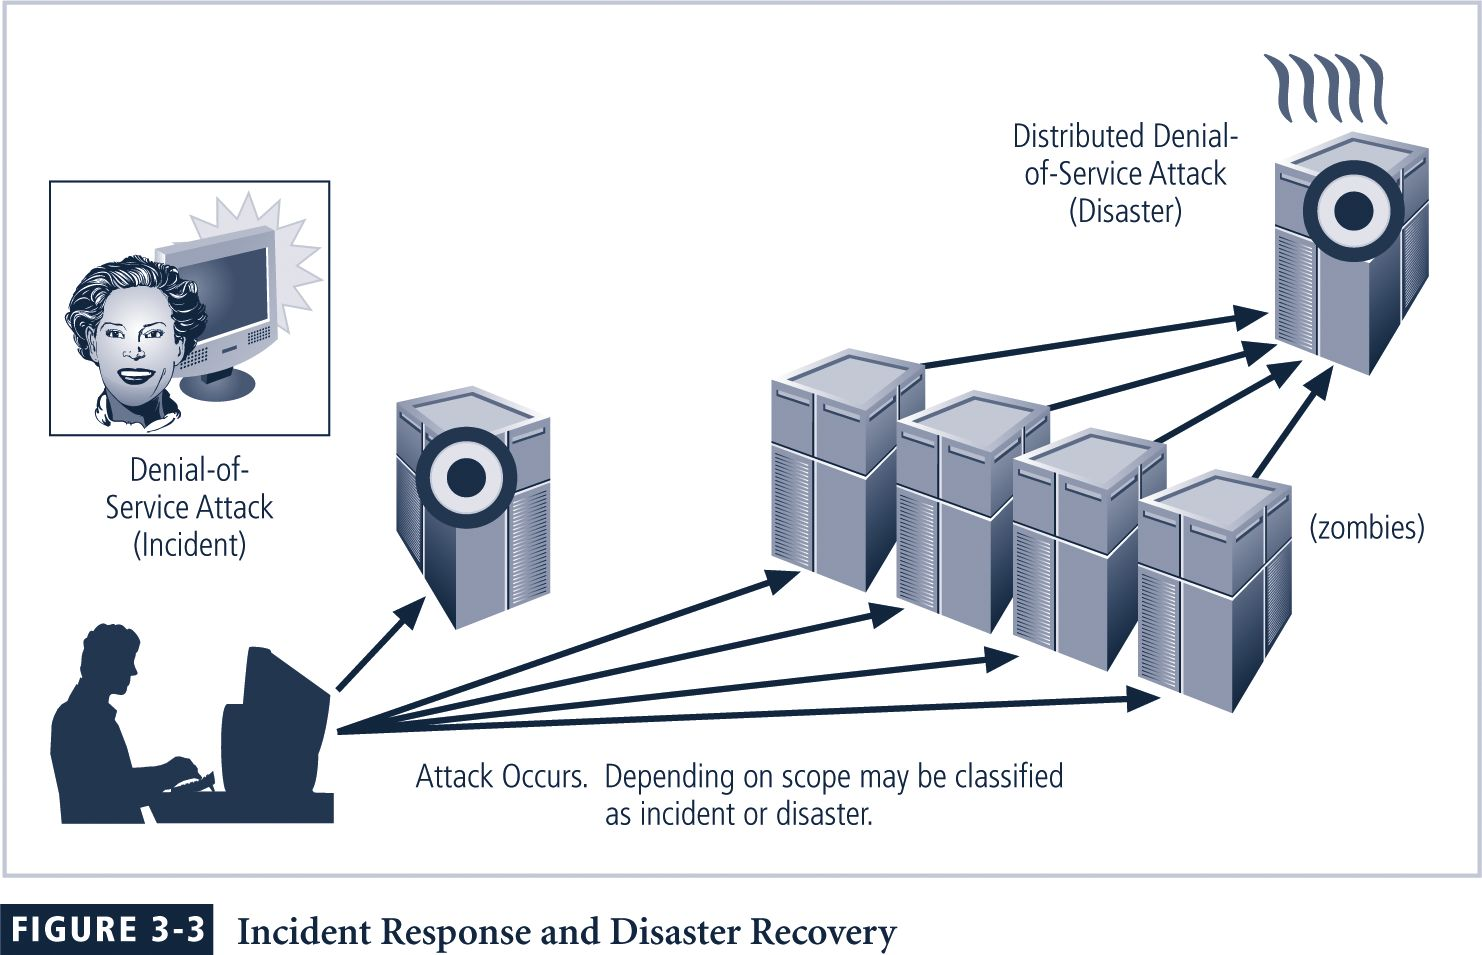 Distributed Denial-
of-Service Attack
(Disaster)
Denial-of-
Service Attack
(Incident)
(zombies)
Attack Occurs. Depending on scope may be classified
as incident or disaster.
FIGURE 3-3 Incident Response and Disaster Recovery